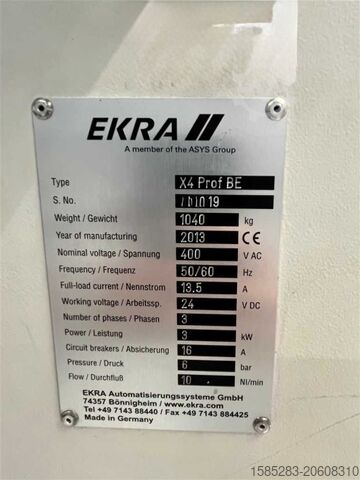 EKRA
A member of the ASYS Group
Type X4 Prof BE
S. No.
Weight / Gewicht 1040 kg
Year of manufacturing 2013 CE
Nominal voltage / Spannung 400 V AC
Frequency / Frequenz 50/60 Hz
Full-load current / Nennstrom 13.5 A
Working voltage / Arbeitssp. 24 V DC
Number of phases / Phasen 3
Power / Leistung 3 kW
Circuit breakers / Absicherung 16 A
Pressure / Druck 6 bar
Flow / Durchfluß 10 Nl/min
EKRA Automatisierungssysteme GmbH
74357 Bönnigheim / www.ekra.com
Tel +49 7143 88440 / Fax +49 7143 884425
Made in Germany
1585283-20608310